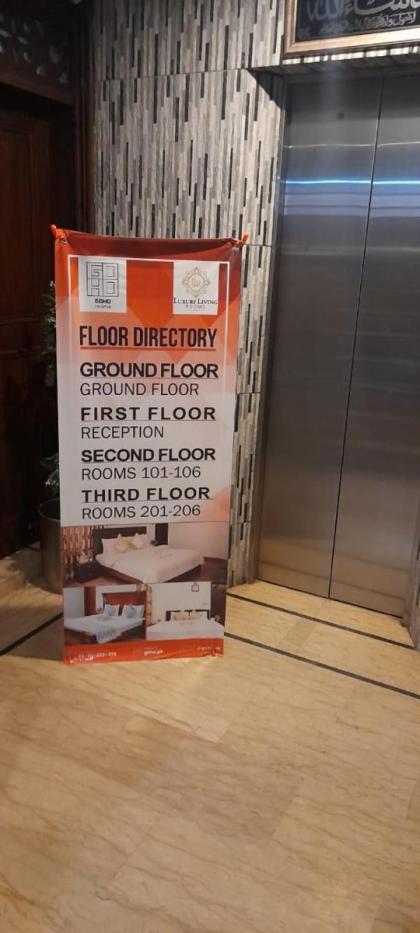 GOHO
LUXURY LIVING
FLOOR DIRECTORY
GROUND FLOOR
GROUND FLOOR
FIRST FLOOR
RECEPTION
SECOND FLOOR
ROOMS 101-106
THIRD FLOOR
ROOMS 201-206